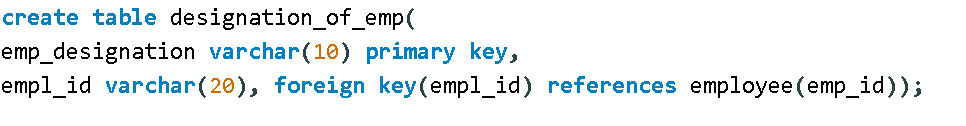 create table designation_of_emp(
emp_designation varchar(10) primary key,
empl_id varchar(20), foreign key(empl_id) references employee(emp_id));